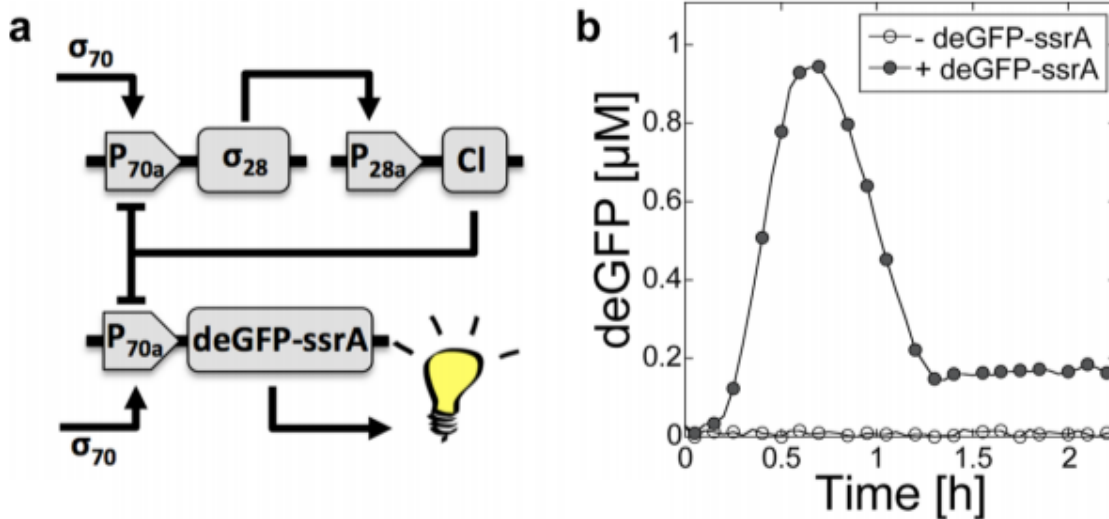 a
σ70
P70a
σ28
P28a
CI
P70a
deGFP-ssrA
σ70
b
- deGFP-ssrA
+ deGFP-ssrA
deGFP [µM]
1
0.8
0.6
0.4
0.2
0
0 0.5 1 1.5 2
Time [h]